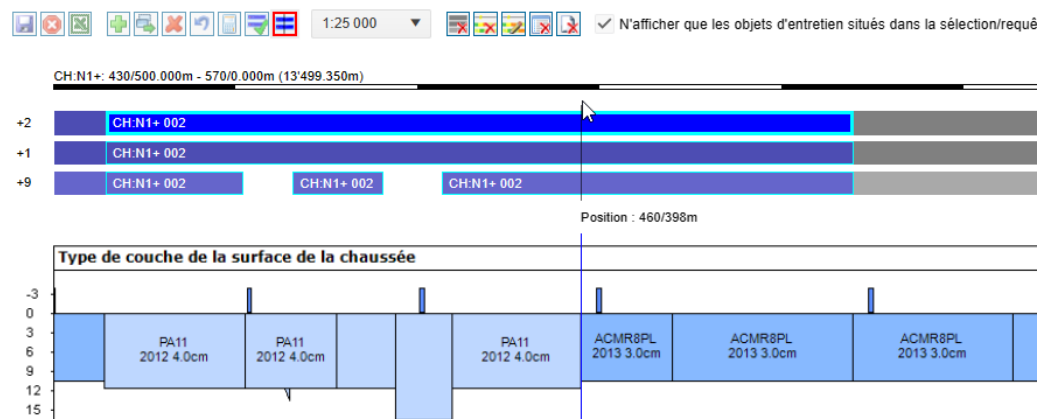 1:25 000
N'afficher que les objets d'entretien situés dans la sélection/requê
CH:N1+: 430/500.000m - 570/0.000m (13'499.350m)
+2 CH:N1+ 002
+1 CH:N1+ 002
+9 CH:N1+ 002 CH:N1+ 002 CH:N1+ 002
Position : 460/398m
Type de couche de la surface de la chaussée
-3
0
3
6
9
12
15
PA11
2012 4.0cm
PA11
2012 4.0cm
PA11
2012 4.0cm
ACMR8PL
2013 3.0cm
ACMR8PL
2013 3.0cm
ACMR8PL
2013 3.0cm